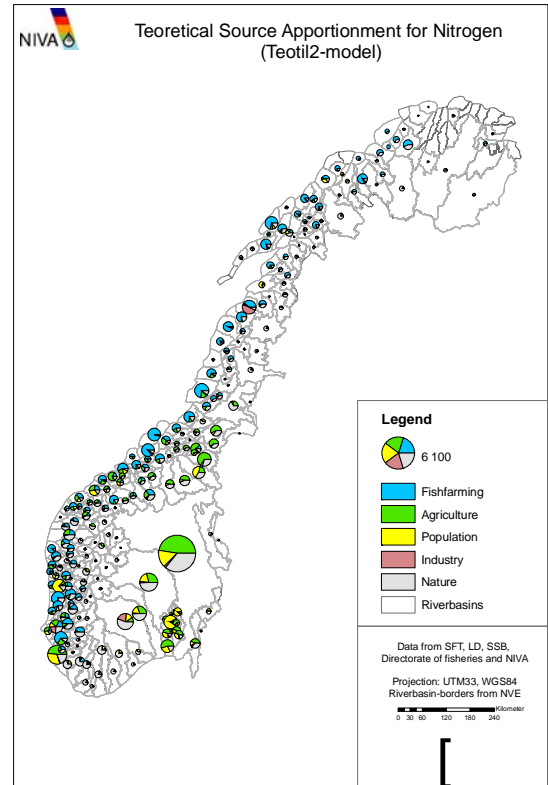 NIVA
Teoretical Source Apportionment for Nitrogen
(Teotil2-model)
Legend
6 100
Fishfarming
Agriculture
Population
Industry
Nature
Riverbasins
Data from SFT, LD, SSB,
Directorate of fisheries and NIVA
Projection: UTM33, WGS84
Riverbasin-borders from NVE
Kilometer
0 30 60 120 180 240
[